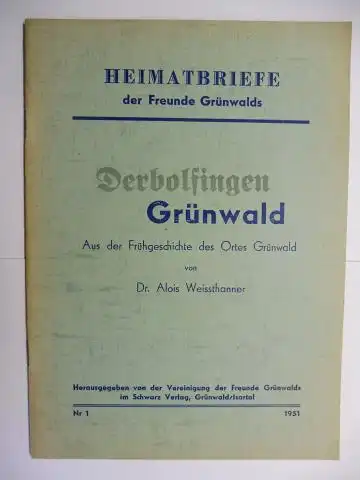 HEIMATBRIEFE
der Freunde Grünwalds
Derbolfingen
Grünwald
Aus der Frühgeschichte des Ortes Grünwald
von
Dr. Alois Weissthanner
Herausgegeben von der Vereinigung der Freunde Grünwalds
im Schwarz Verlag, Grünwald/Isartal
Nr 1 1951